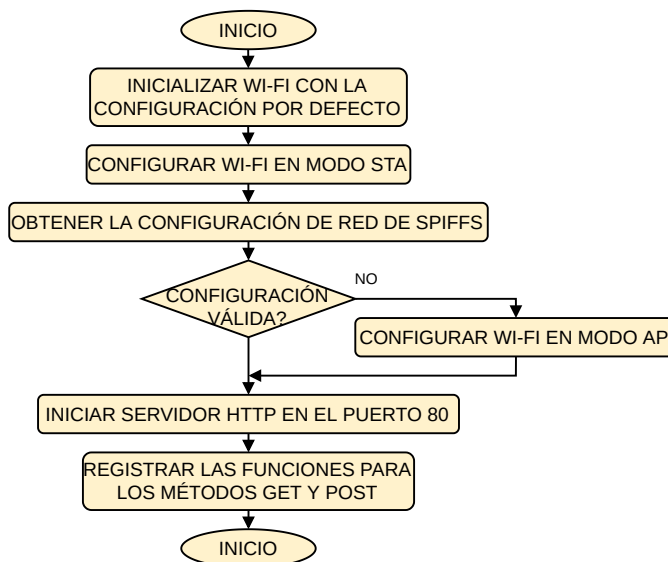 INICIO
INICIALIZAR WI-FI CON LA
CONFIGURACIÓN POR DEFECTO
CONFIGURAR WI-FI EN MODO STA
OBTENER LA CONFIGURACIÓN DE RED DE SPIFFS
CONFIGURACIÓN
VÁLIDA?
NO
CONFIGURAR WI-FI EN MODO AP
INICIAR SERVIDOR HTTP EN EL PUERTO 80
REGISTRAR LAS FUNCIONES PARA
LOS MÉTODOS GET Y POST
INICIO